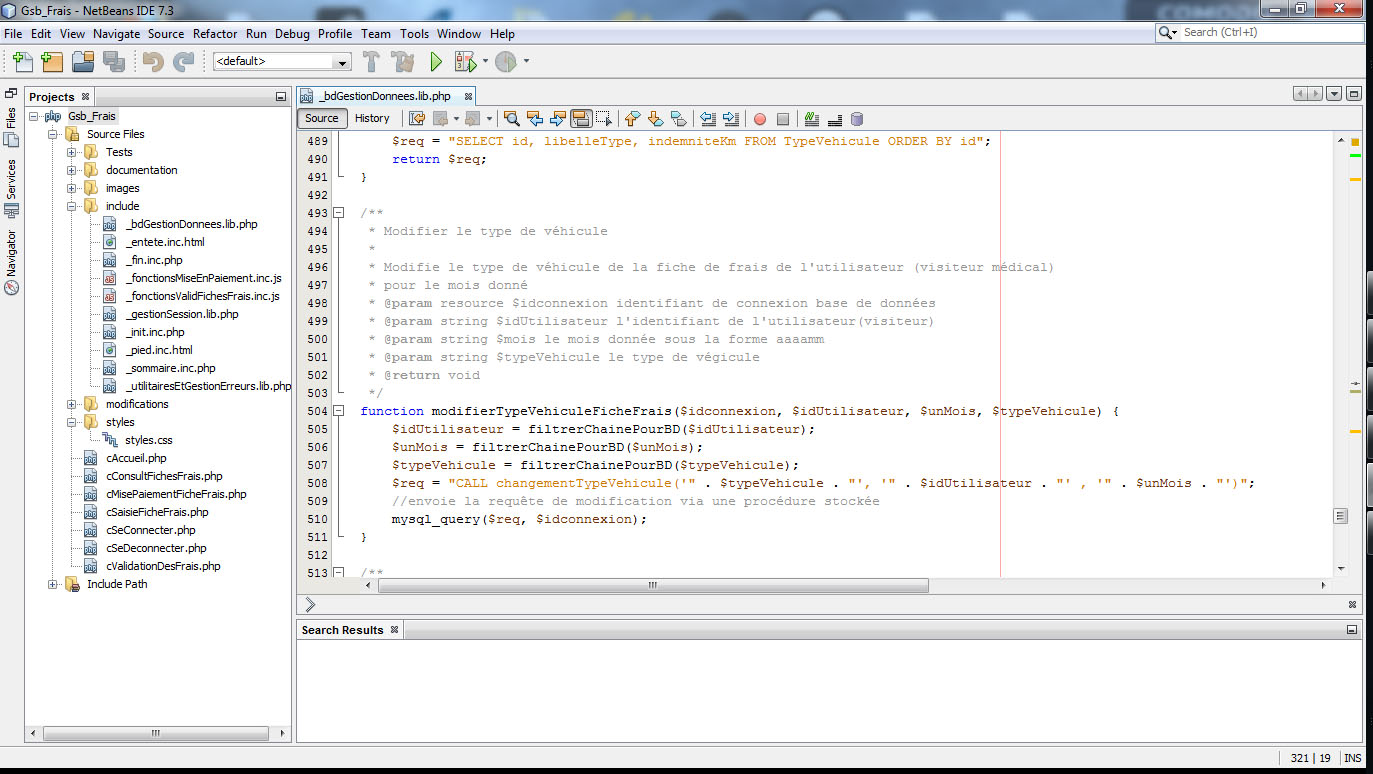 Gsb_Frais - NetBeans IDE 7.3
File Edit View Navigate Source Refactor Run Debug Profile Team Tools Window Help
Search (Ctrl+I)
<default>
Files
Services
Navigator
Projects
Gsb_Frais
Source Files
Tests
documentation
images
include
_bdGestionDonnees.lib.php
_entete.inc.html
_fin.inc.php
_fonctionsMiseEnPaiement.inc.js
_fonctionsValidFichesFrais.inc.js
_gestionSession.lib.php
_init.inc.php
_pied.inc.html
_sommaire.inc.php
_utilitairesEtGestionErreurs.lib.php
modifications
styles
styles.css
cAccueil.php
cConsultFichesFrais.php
cMisePaiementFicheFrais.php
cSaisieFicheFrais.php
cSeConnecter.php
cSeDeconnecter.php
cValidationDesFrais.php
Include Path
_bdGestionDonnees.lib.php
Source History
489 $req = "SELECT id, libelleType, indemniteKm FROM TypeVehicule ORDER BY id";
490 return $req;
491 }
492
493 /**
494 * Modifier le type de véhicule
495 *
496 * Modifie le type de véhicule de la fiche de frais de l'utilisateur (visiteur médical)
497 * pour le mois donné
498 * @param resource $idconnexion identifiant de connexion base de données
499 * @param string $idUtilisateur l'identifiant de l'utilisateur(visiteur)
500 * @param string $mois le mois donnée sous la forme aaaamm
501 * @param string $typeVehicule le type de végicule
502 * @return void
503 */
504 function modifierTypeVehiculeFicheFrais($idconnexion, $idUtilisateur, $unMois, $typeVehicule) {
505 $idUtilisateur = filtrerChainePourBD($idUtilisateur);
506 $unMois = filtrerChainePourBD($unMois);
507 $typeVehicule = filtrerChainePourBD($typeVehicule);
508 $req = "CALL changementTypeVehicule('" . $typeVehicule . "', '" . $idUtilisateur . "' , '" . $unMois . "')";
509 //envoie la requête de modification via une procédure stockée
510 mysql_query($req, $idconnexion);
511 }
512
513 /**
Search Results
321 | 19 INS